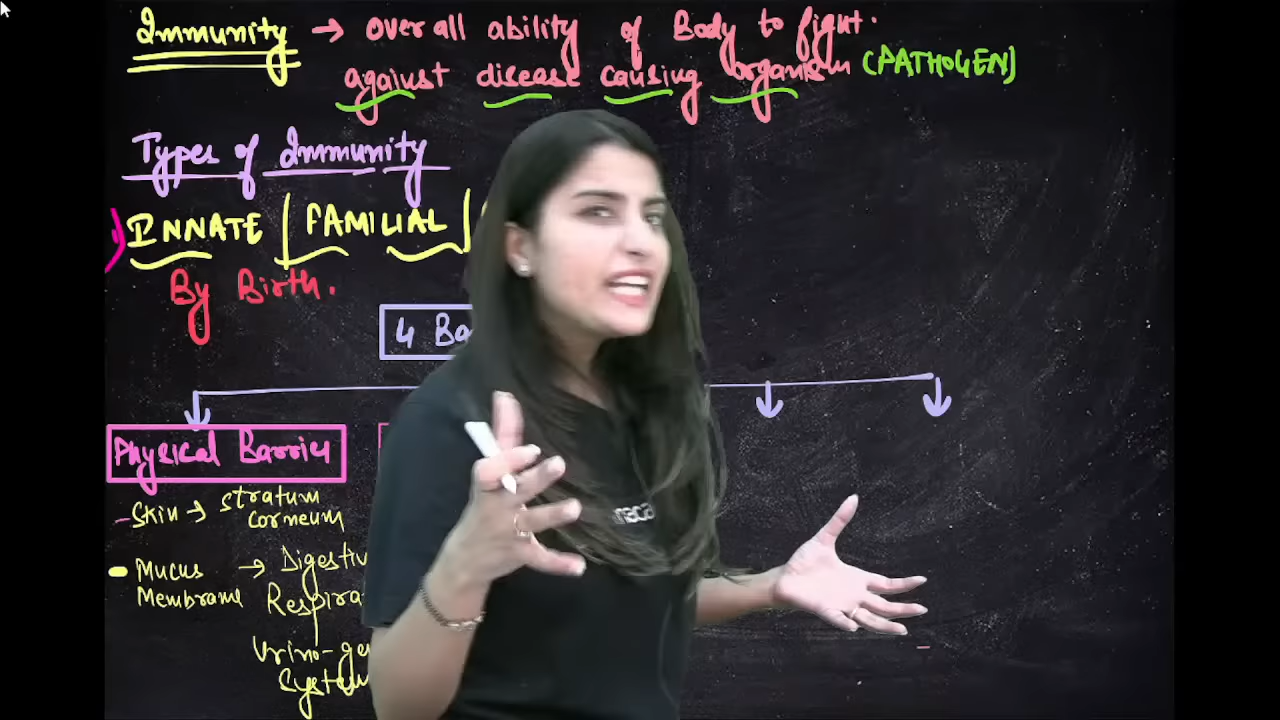 Immunity → Over all ability of Body to fight.
against disease causing organism (PATHOGEN)
Types of Immunity
1) INNATE | FAMILIAL |
By Birth.
4 Ba
Physical Barrier
- Skin → Stratum
corneum
Mucus → Digestiv
Membrane Respira
Urino-ge
System